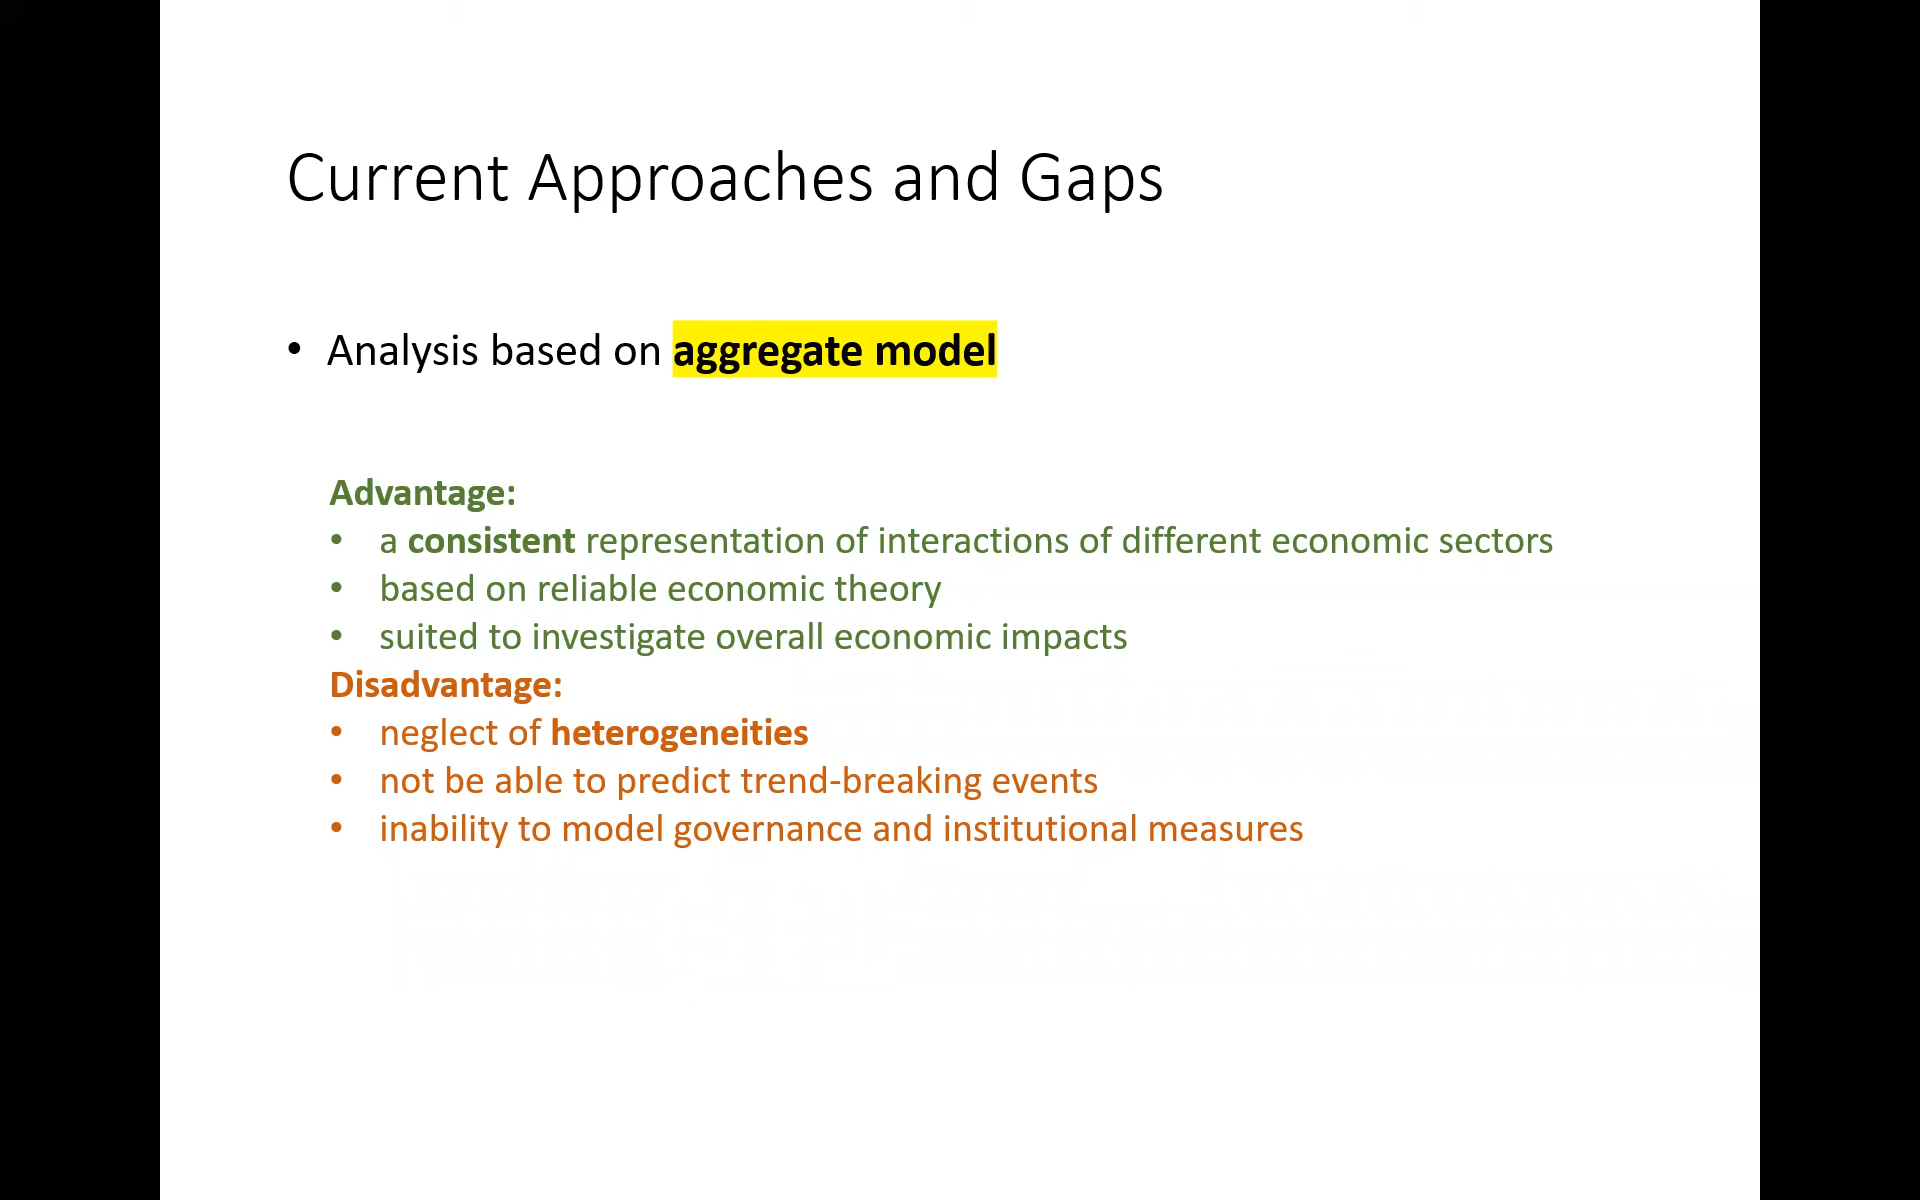 Current Approaches and Gaps
• Analysis based on aggregate model
Advantage:
• a consistent representation of interactions of different economic sectors
• based on reliable economic theory
• suited to investigate overall economic impacts
Disadvantage:
• neglect of heterogeneities
• not be able to predict trend-breaking events
• inability to model governance and institutional measures